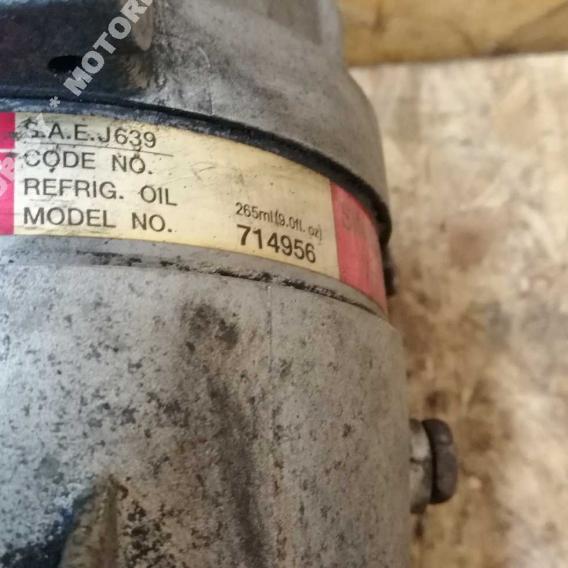 S.A.E. J639
CODE NO.
REFRIG. OIL 265ml(9.0fl. oz)
MODEL NO. 714956